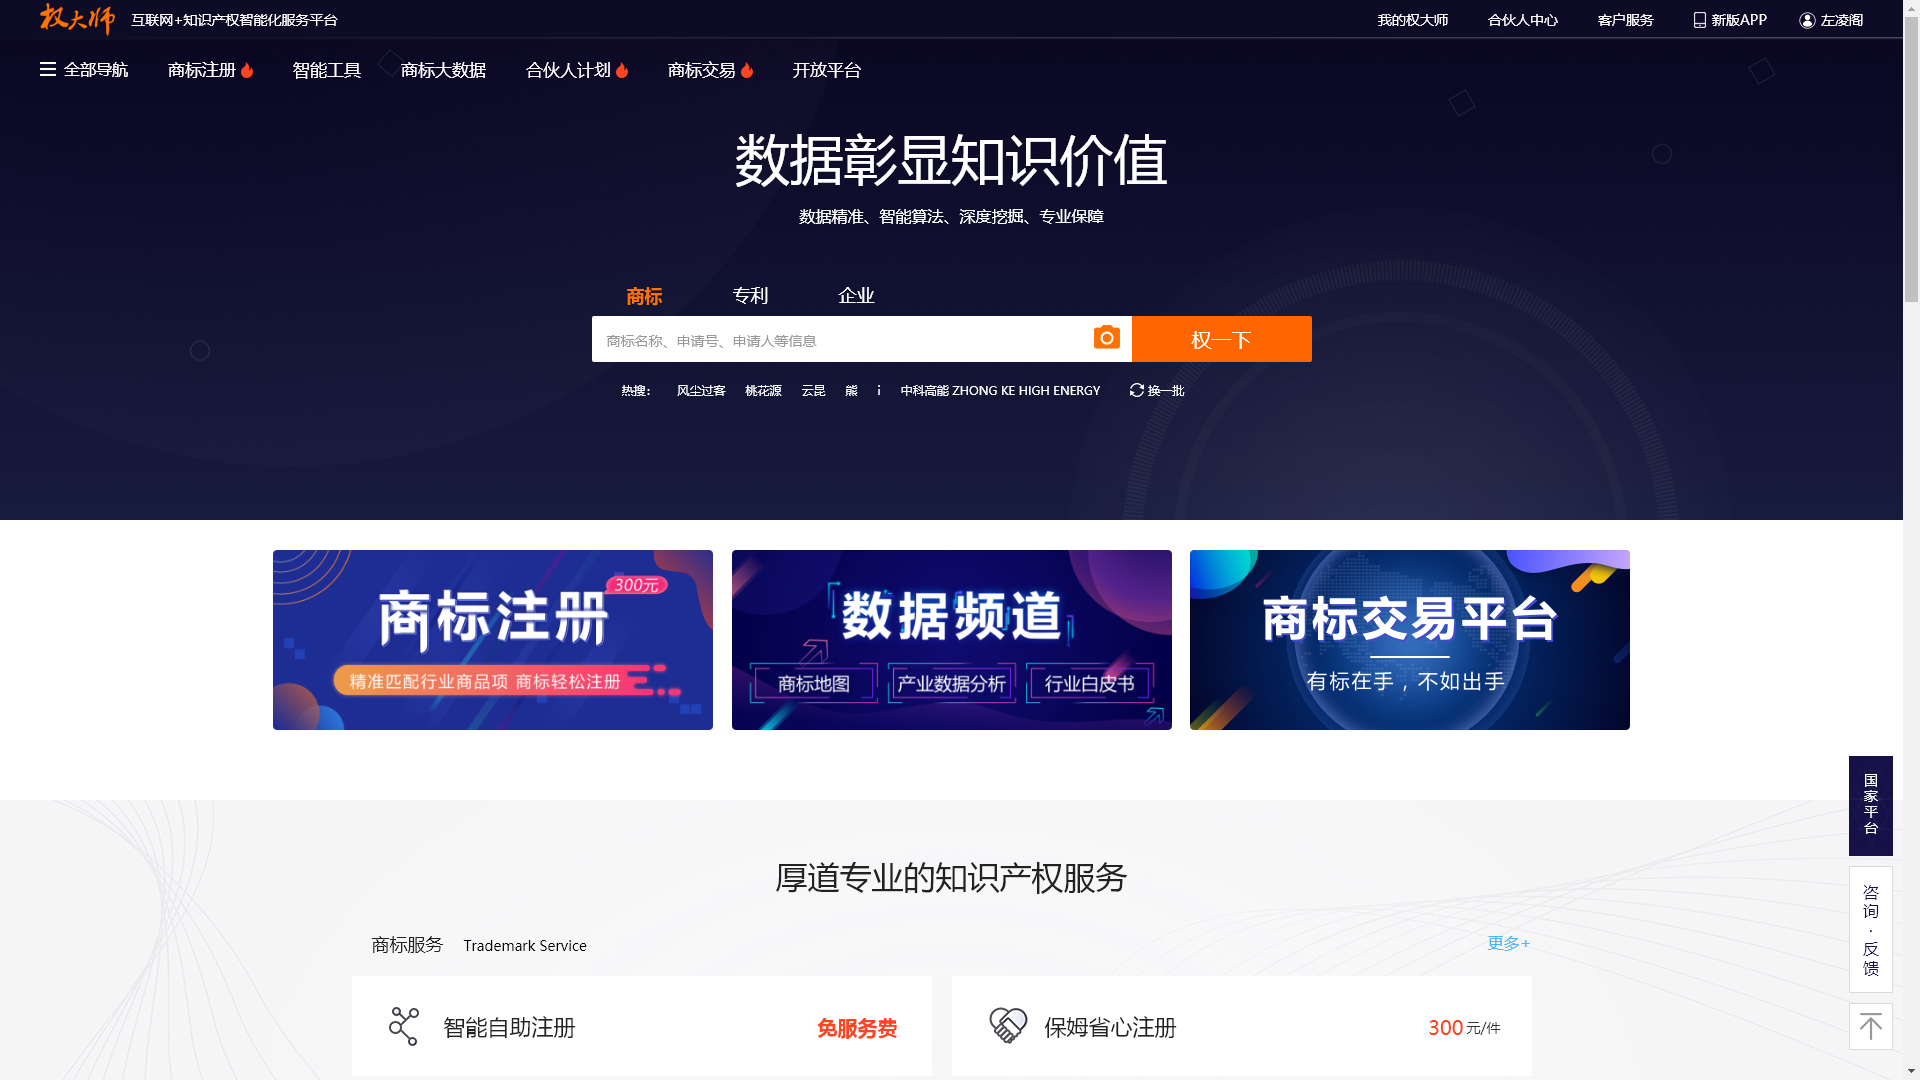 权大师 互联网+知识产权智能化服务平台 我的权大师 合伙人中心 客户服务 新版APP 左凌阁
全部导航 商标注册 智能工具 商标大数据 合伙人计划 商标交易 开放平台
数据彰显知识价值
数据精准、智能算法、深度挖掘、专业保障
商标 专利 企业
商标名称、申请号、申请人等信息 权一下
热搜： 风尘过客 桃花源 云昆 熊 i 中科高能 ZHONG KE HIGH ENERGY 换一批
商标注册 300元
精准匹配行业商品项 商标轻松注册
数据频道
商标地图 产业数据分析 行业白皮书
商标交易平台
有标在手，不如出手
国家平台
咨询·反馈
厚道专业的知识产权服务
商标服务 Trademark Service 更多+
智能自助注册 免服务费
保姆省心注册 300元/件